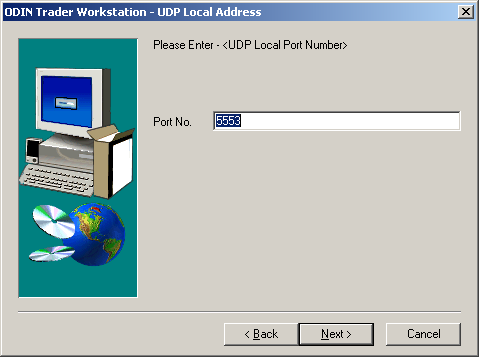 ODIN Trader Workstation - UDP Local Address
Please Enter - <UDP Local Port Number>
Port No. 5553
< Back Next > Cancel